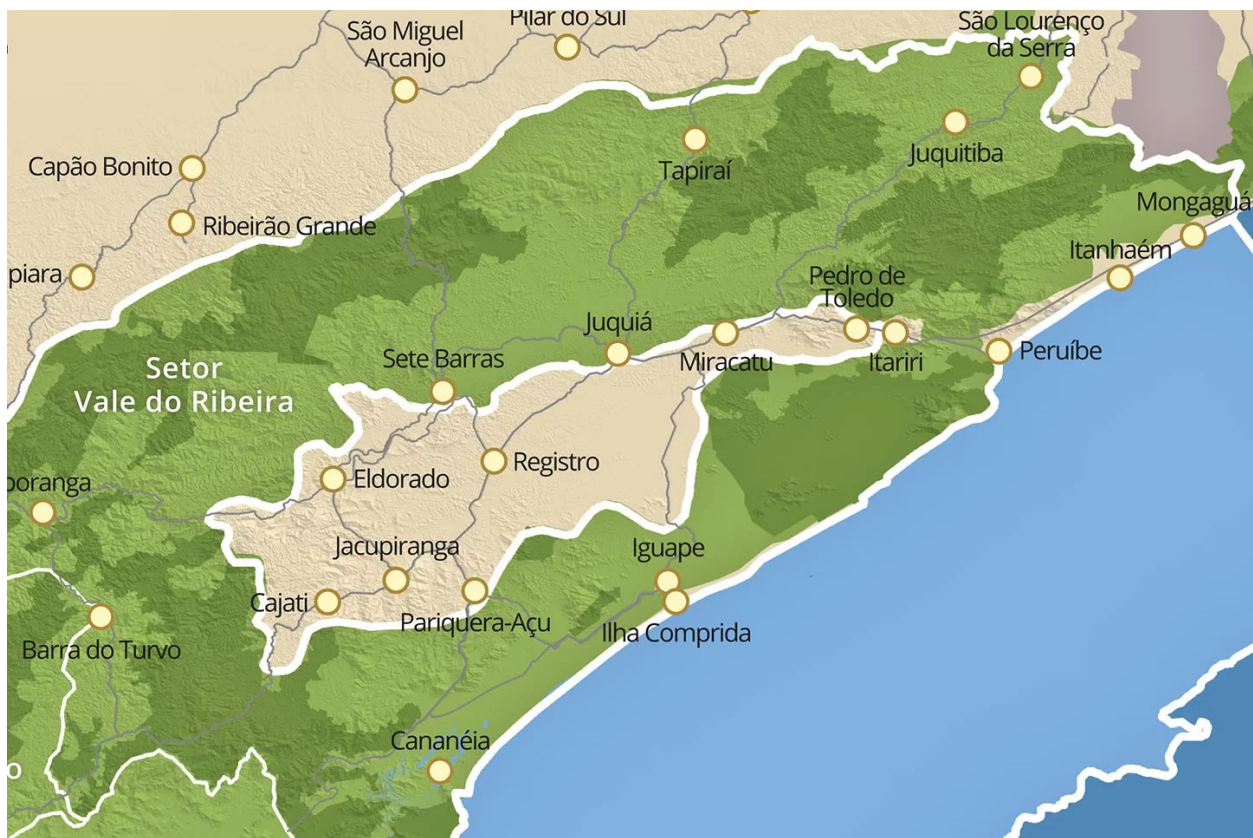 Pilar do Sul
São Lourenço
da Serra
São Miguel
Arcanjo
Capão Bonito
Tapiraí
Juquitiba
Ribeirão Grande
Mongaguá
Itanhaém
piara
Pedro de
Toledo
Juquiá
Miracatu
Itariri
Peruíbe
Sete Barras
Setor
Vale do Ribeira
Registro
Eldorado
poranga
Iguape
Jacupiranga
Cajati
Pariquera-Açu
Ilha Comprida
Barra do Turvo
Cananéia
o